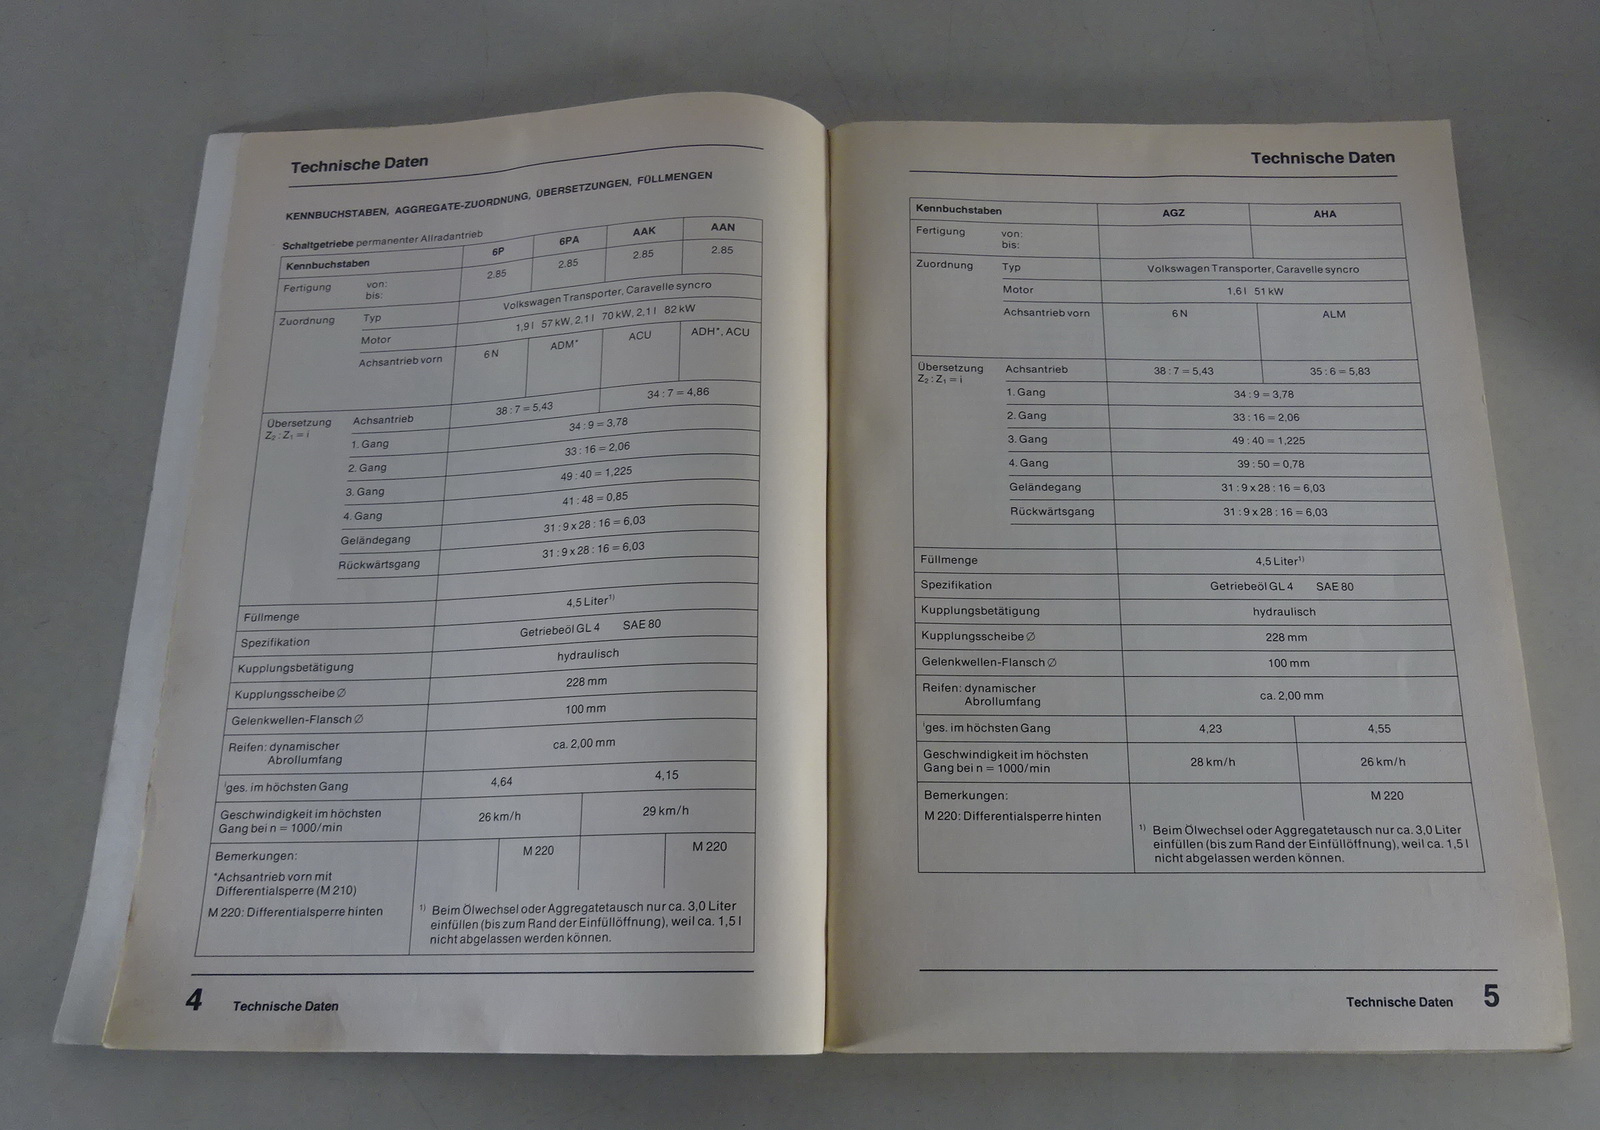 Technische Daten
KENNBUCHSTABEN, AGGREGATE-ZUORDNUNG, ÜBERSETZUNGEN, FÜLLMENGEN
Schaltgetriebe permanenter Allradantrieb
Kennbuchstaben 6P 6PA AAK AAN
Fertigung von: 2.85 2.85 2.85 2.85
bis:
Zuordnung Typ Volkswagen Transporter, Caravelle syncro
Motor 1,9 l 57 kW, 2,1 l 70 kW, 2,1 l 82 kW
Achsantrieb vorn 6 N ADM* ACU ADH*, ACU
Übersetzung Achsantrieb 38 : 7 = 5,43 34 : 7 = 4,86
Z₂ : Z₁ = i
1. Gang 34 : 9 = 3,78
2. Gang 33 : 16 = 2,06
3. Gang 49 : 40 = 1,225
4. Gang 41 : 48 = 0,85
Geländegang 31 : 9 x 28 : 16 = 6,03
Rückwärtsgang 31 : 9 x 28 : 16 = 6,03
Füllmenge 4,5 Liter¹⁾
Spezifikation Getriebeöl GL 4 SAE 80
Kupplungsbetätigung hydraulisch
Kupplungsscheibe ∅ 228 mm
Gelenkwellen-Flansch ∅ 100 mm
Reifen: dynamischer
Abrollumfang ca. 2,00 mm
ⁱges. im höchsten Gang 4,64 4,15
Geschwindigkeit im höchsten
Gang bei n = 1000/min 26 km/h 29 km/h
Bemerkungen: M 220 M 220
*Achsantrieb vorn mit
Differentialsperre (M 210)
M 220: Differentialsperre hinten
¹⁾ Beim Ölwechsel oder Aggregatetausch nur ca. 3,0 Liter
einfüllen (bis zum Rand der Einfüllöffnung), weil ca. 1,5 l
nicht abgelassen werden können.
4 Technische Daten
Technische Daten
Kennbuchstaben AGZ AHA
Fertigung von:
bis:
Zuordnung Typ Volkswagen Transporter, Caravelle syncro
Motor 1,6 l 51 kW
Achsantrieb vorn 6 N ALM
Übersetzung Achsantrieb 38 : 7 = 5,43 35 : 6 = 5,83
Z₂ : Z₁ = i
1. Gang 34 : 9 = 3,78
2. Gang 33 : 16 = 2,06
3. Gang 49 : 40 = 1,225
4. Gang 39 : 50 = 0,78
Geländegang 31 : 9 x 28 : 16 = 6,03
Rückwärtsgang 31 : 9 x 28 : 16 = 6,03
Füllmenge 4,5 Liter¹⁾
Spezifikation Getriebeöl GL 4 SAE 80
Kupplungsbetätigung hydraulisch
Kupplungsscheibe ∅ 228 mm
Gelenkwellen-Flansch ∅ 100 mm
Reifen: dynamischer
Abrollumfang ca. 2,00 mm
ⁱges. im höchsten Gang 4,23 4,55
Geschwindigkeit im höchsten
Gang bei n = 1000/min 28 km/h 26 km/h
Bemerkungen: M 220
M 220: Differentialsperre hinten
¹⁾ Beim Ölwechsel oder Aggregatetausch nur ca. 3,0 Liter
einfüllen (bis zum Rand der Einfüllöffnung), weil ca. 1,5 l
nicht abgelassen werden können.
Technische Daten 5